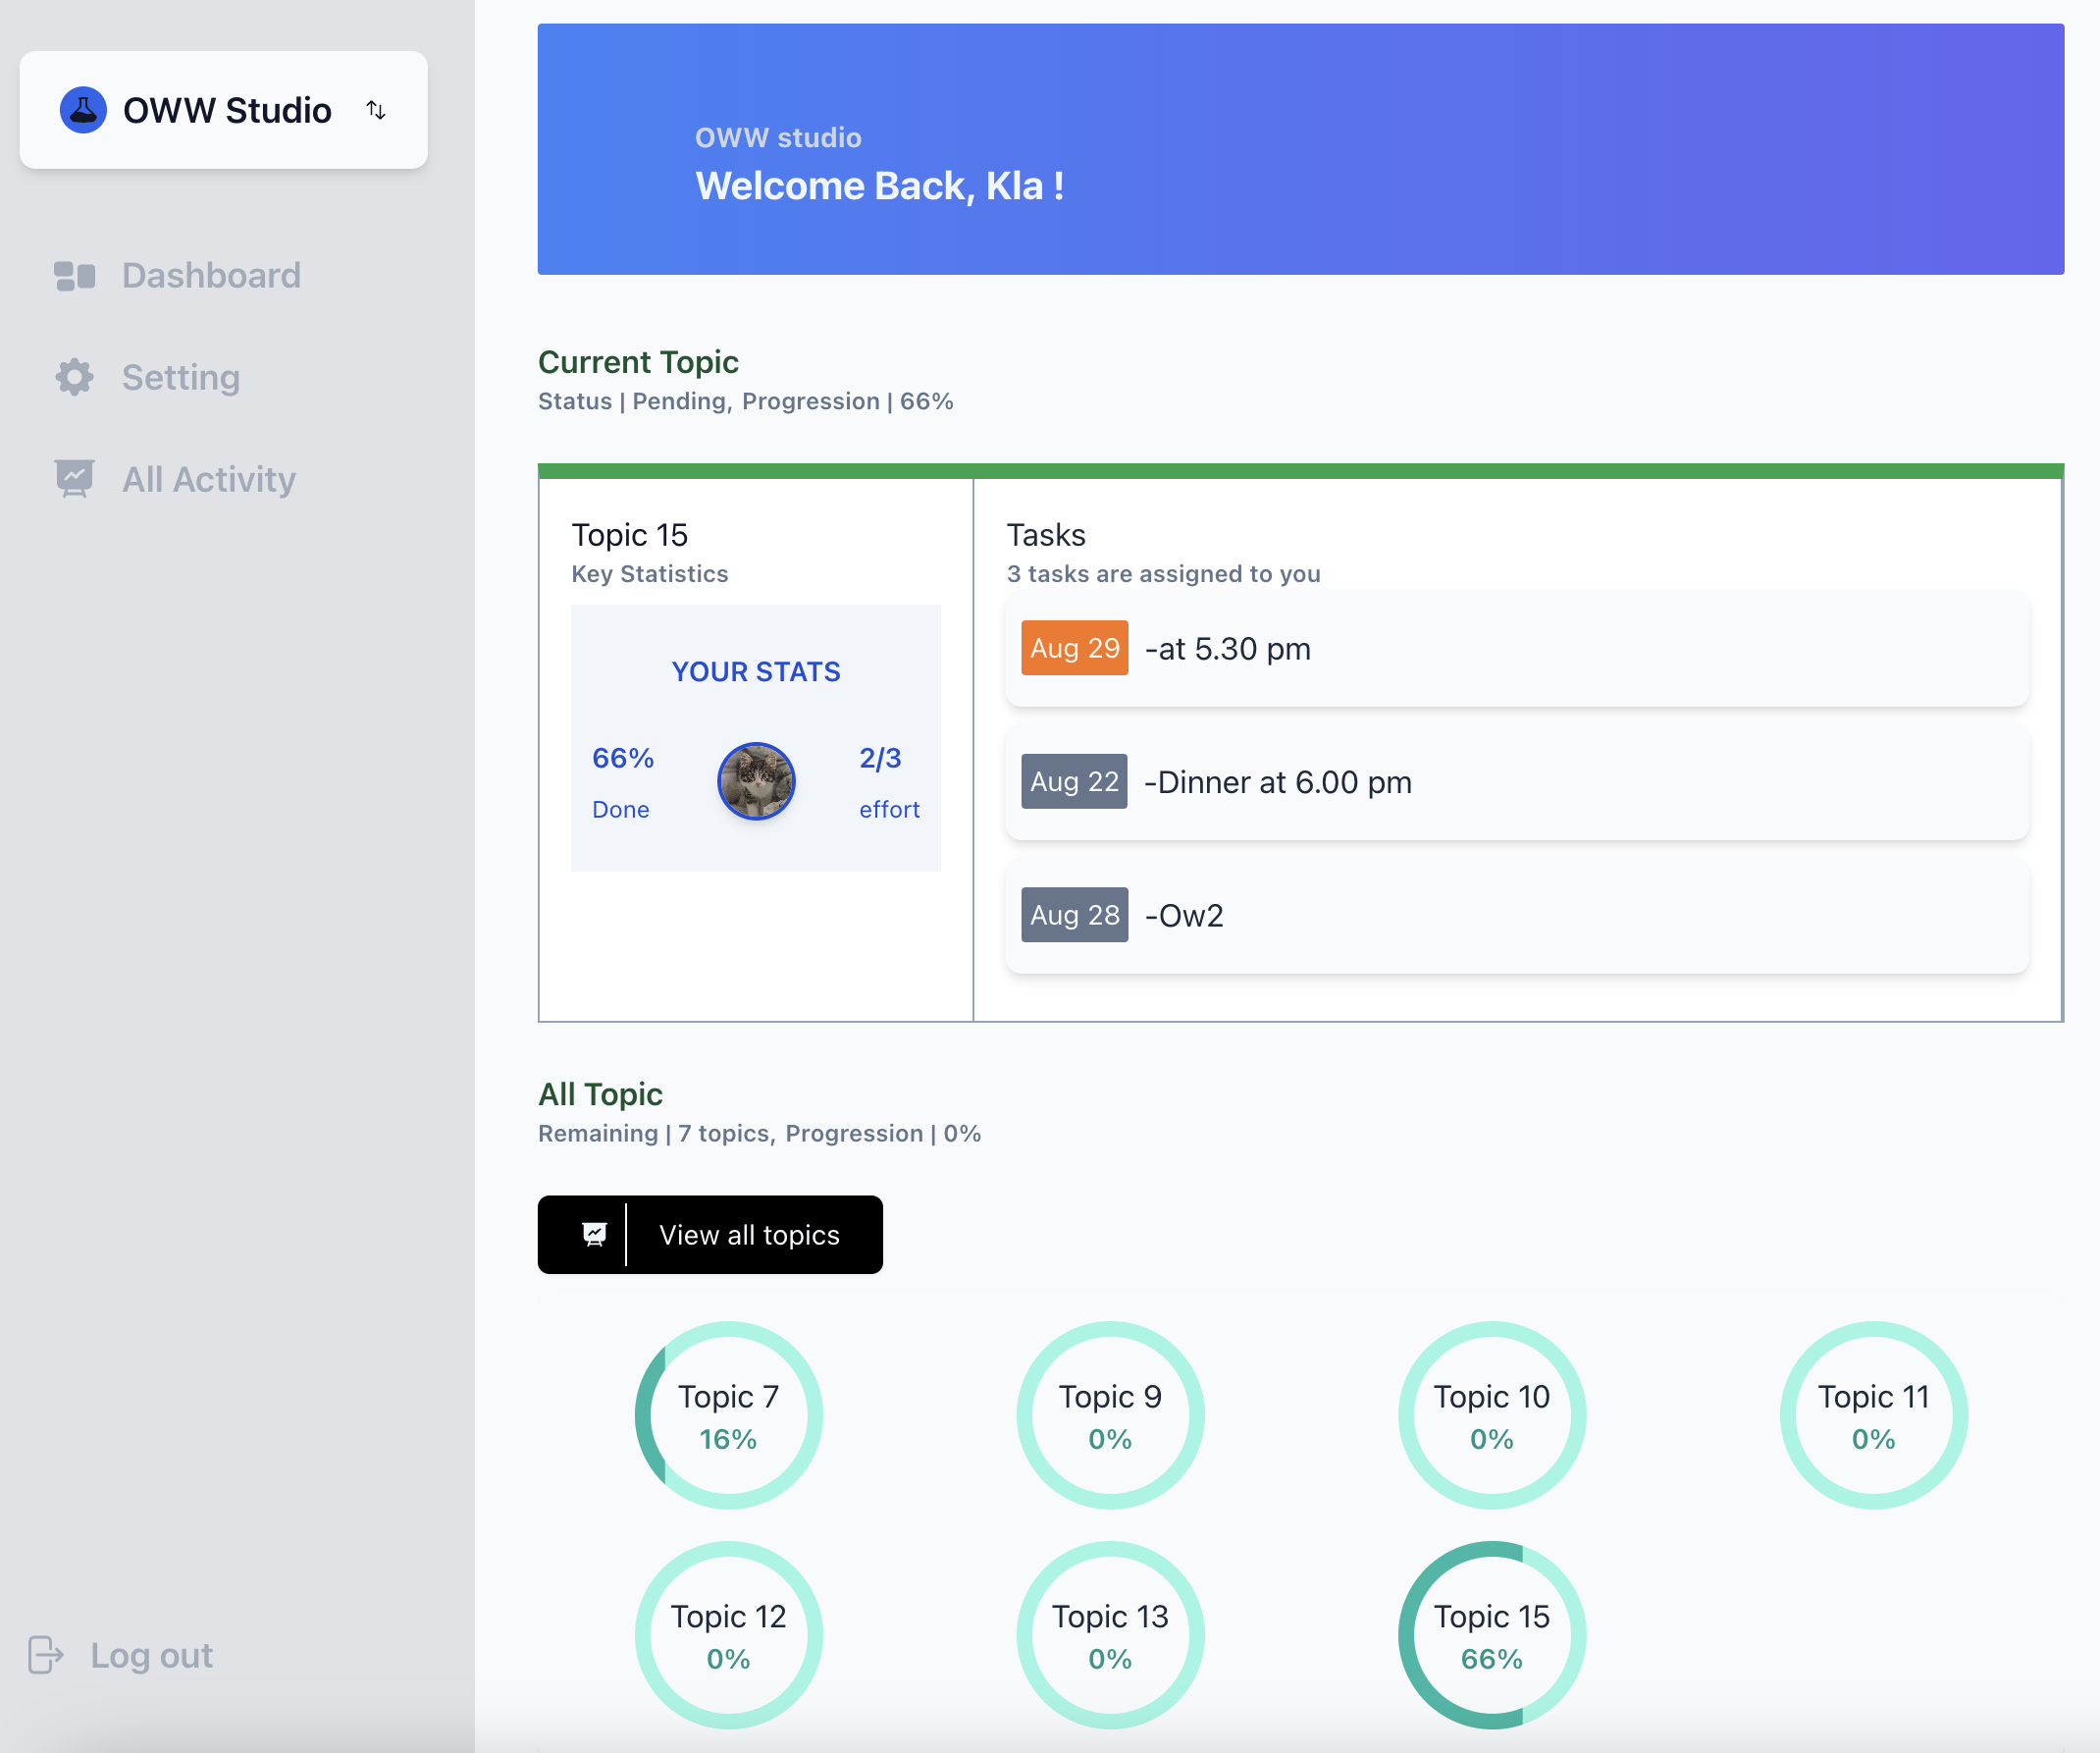 OWW Studio
Dashboard
Setting
All Activity
Log out
OWW studio
Welcome Back, Kla !
Current Topic
Status | Pending, Progression | 66%
Topic 15
Key Statistics
YOUR STATS
66%
Done
2/3
effort
Tasks
3 tasks are assigned to you
Aug 29 -at 5.30 pm
Aug 22 -Dinner at 6.00 pm
Aug 28 -Ow2
All Topic
Remaining | 7 topics, Progression | 0%
View all topics
Topic 7
16%
Topic 9
0%
Topic 10
0%
Topic 11
0%
Topic 12
0%
Topic 13
0%
Topic 15
66%